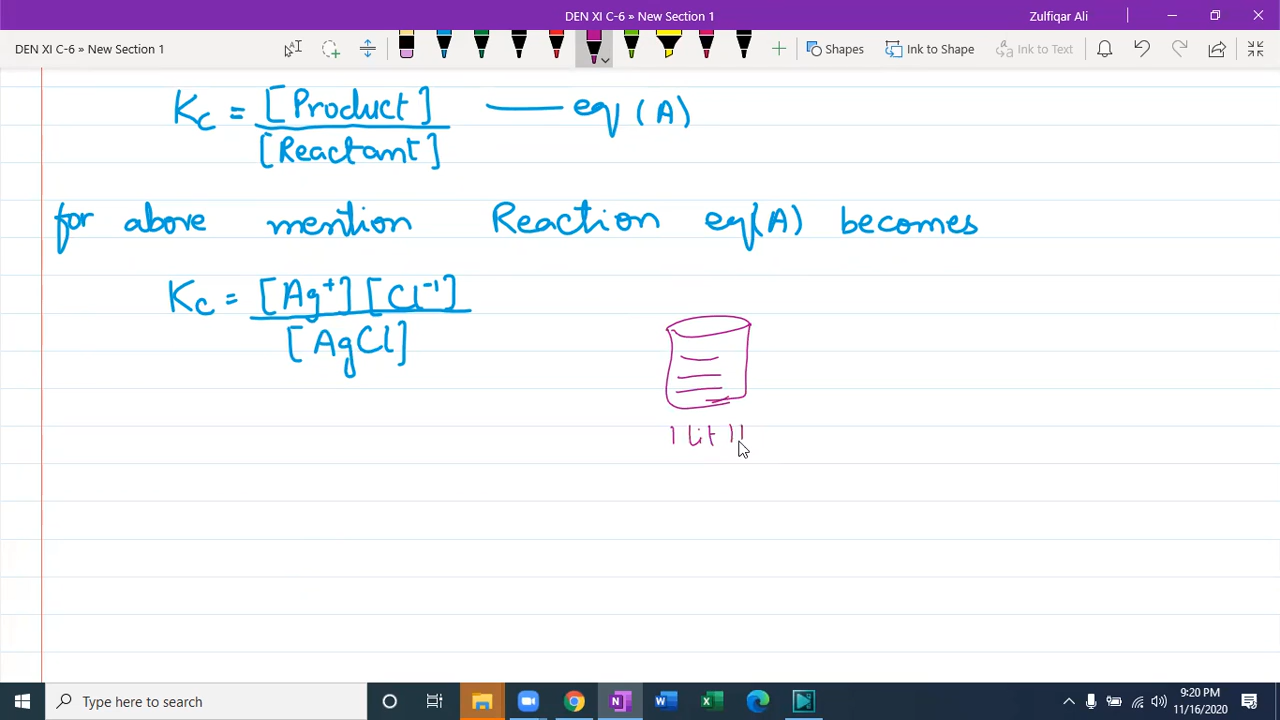 DEN XI C-6 » New Section 1
Zulfiqar Ali
DEN XI C-6 » New Section 1
Shapes
Ink to Shape
Ink to Text
Kc = [Product] / [Reactant] — eq (A)
for above mention Reaction eq(A) becomes
Kc = [Ag⁺] [Cl⁻¹] / [AgCl]
1 Lit
Type here to search
9:20 PM
11/16/2020